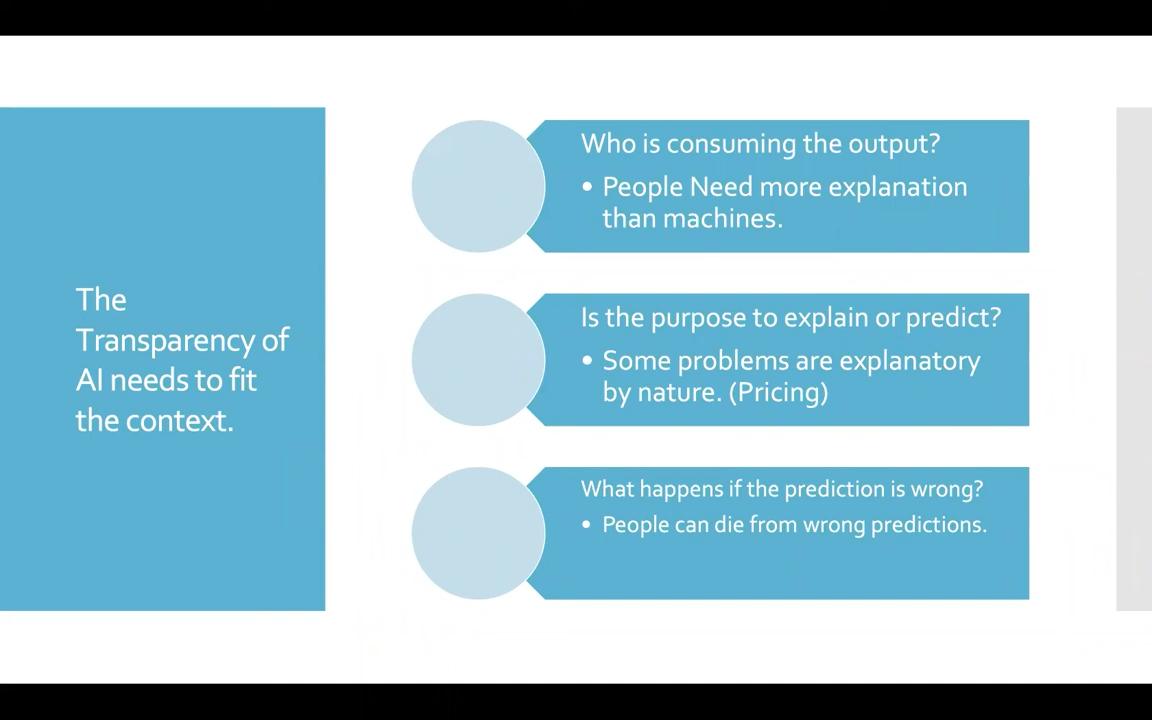 The
Transparency of
AI needs to fit
the context.
Who is consuming the output?
• People Need more explanation
than machines.
Is the purpose to explain or predict?
• Some problems are explanatory
by nature. (Pricing)
What happens if the prediction is wrong?
• People can die from wrong predictions.